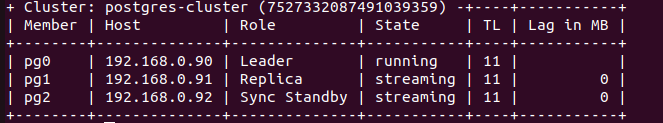 + Cluster: postgres-cluster (7527332087491039359) -+----+-----------+
| Member | Host         | Role         | State     | TL | Lag in MB |
+--------+--------------+--------------+-----------+----+-----------+
| pg0    | 192.168.0.90 | Leader       | running   | 11 |           |
| pg1    | 192.168.0.91 | Replica      | streaming | 11 |         0 |
| pg2    | 192.168.0.92 | Sync Standby | streaming | 11 |         0 |
+--------+--------------+--------------+-----------+----+-----------+